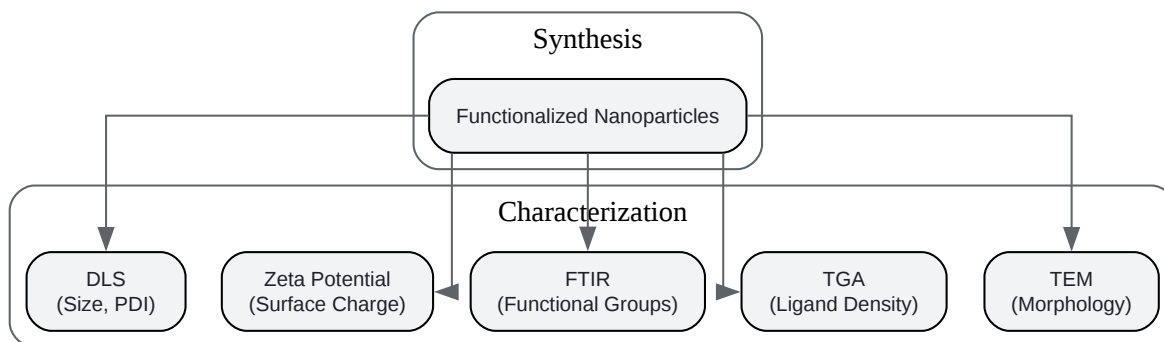 Synthesis
Functionalized Nanoparticles
Characterization
DLS
(Size, PDI)
Zeta Potential
(Surface Charge)
FTIR
(Functional Groups)
TGA
(Ligand Density)
TEM
(Morphology)